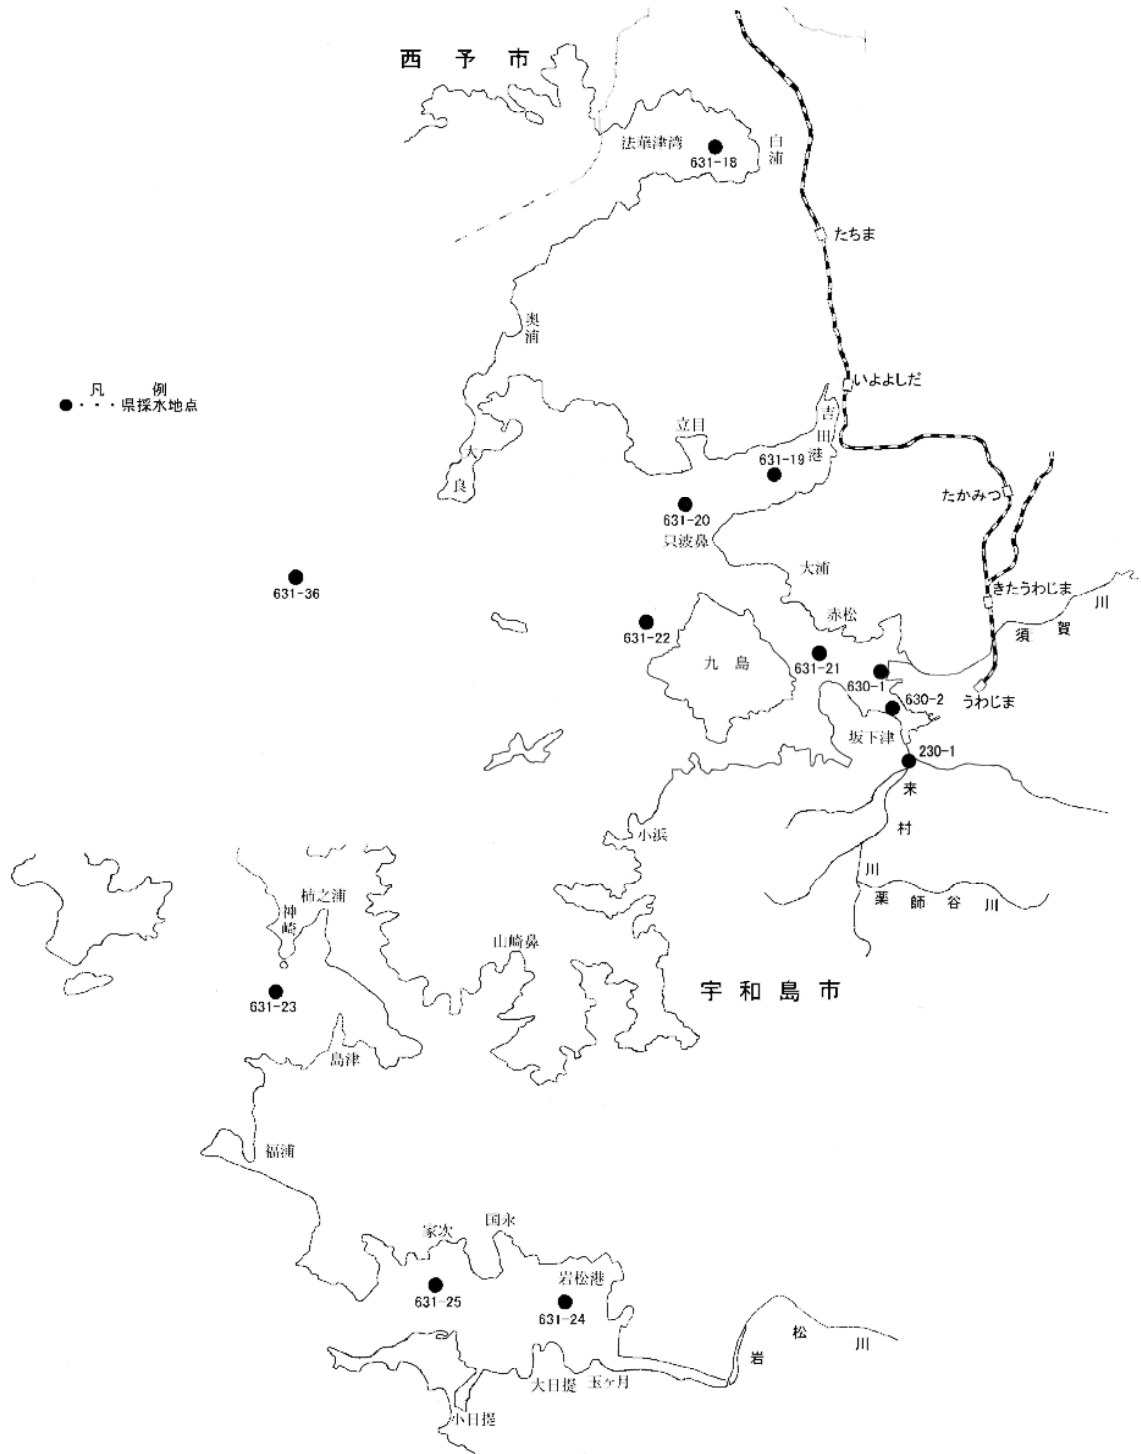 西予市
法華津湾
631-18
白浦
たちま
奥浦
凡例
●・・・県採水地点
いよよしだ
吉田港
立目
大良
631-19
たかみつ
631-20
只波鼻
大浦
631-36
きたうわじま
須賀川
赤松
631-22
九島
631-21
630-1
うわじま
630-2
坂下津
230-1
来村川
小浜
薬師谷川
柿之浦
神崎
山崎鼻
宇和島市
631-23
島津
福浦
国永
家次
岩松港
631-25
631-24
岩松川
大日提
玉ヶ月
小日提